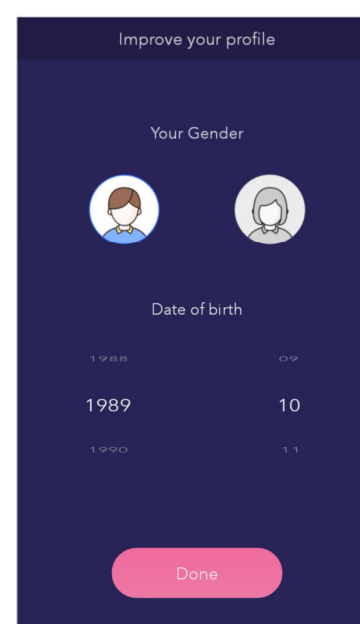 Improve your profile
Your Gender
Date of birth
1988 09
1989 10
1990 11
Done